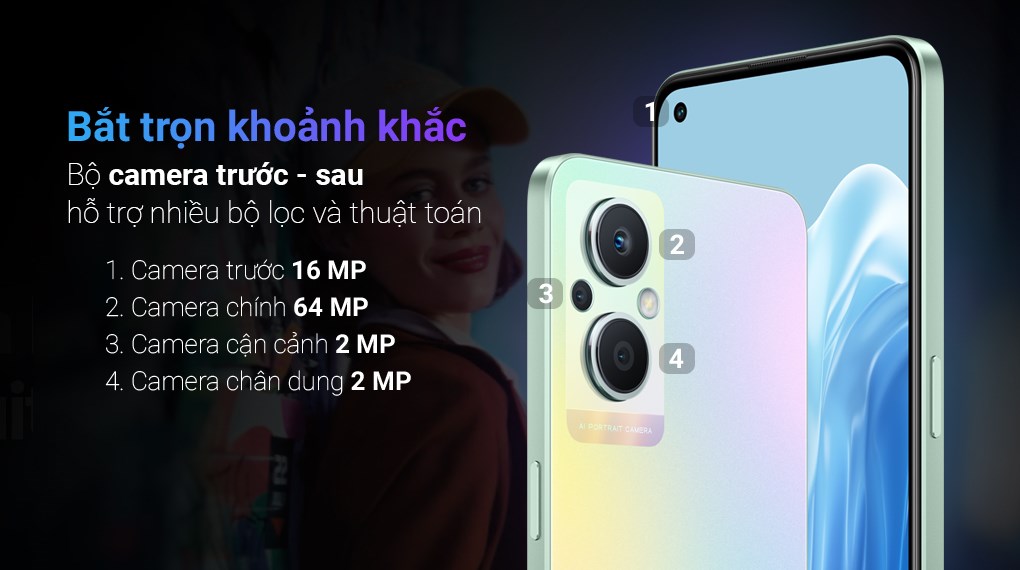 Bắt trọn khoảnh khắc
Bộ camera trước - sau
hỗ trợ nhiều bộ lọc và thuật toán
1. Camera trước 16 MP
2. Camera chính 64 MP
3. Camera cận cảnh 2 MP
4. Camera chân dung 2 MP
1
2
3
4
AI PORTRAIT CAMERA